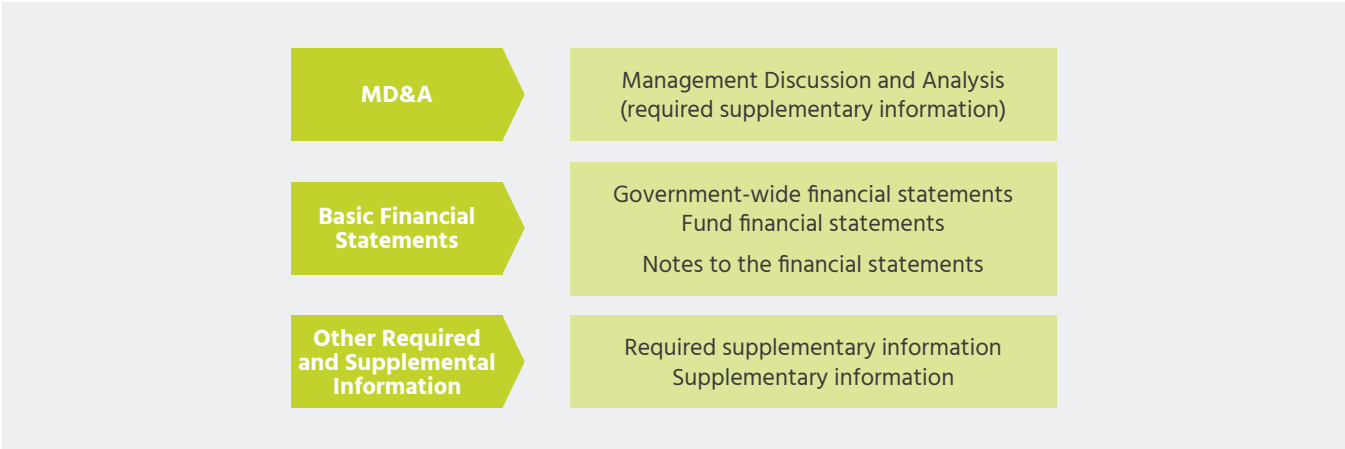 MD&A
Management Discussion and Analysis
(required supplementary information)
Basic Financial
Statements
Government-wide financial statements
Fund financial statements
Notes to the financial statements
Other Required
and Supplemental
Information
Required supplementary information
Supplementary information